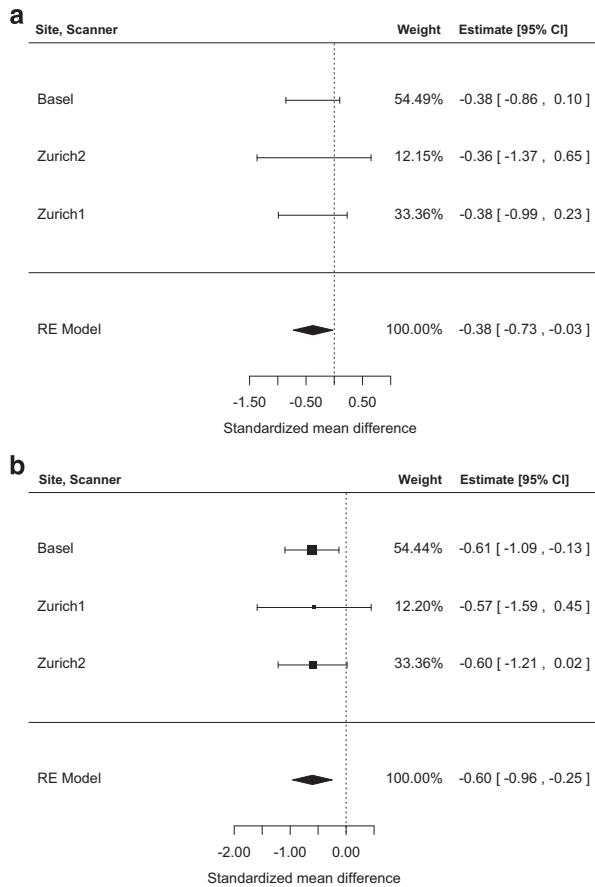 a
Site, Scanner Weight Estimate [95% CI]
Basel 54.49% -0.38 [ -0.86 , 0.10 ]
Zurich2 12.15% -0.36 [ -1.37 , 0.65 ]
Zurich1 33.36% -0.38 [ -0.99 , 0.23 ]
RE Model 100.00% -0.38 [ -0.73 , -0.03 ]
-1.50 -0.50 0.50
Standardized mean difference
b
Site, Scanner Weight Estimate [95% CI]
Basel 54.44% -0.61 [ -1.09 , -0.13 ]
Zurich1 12.20% -0.57 [ -1.59 , 0.45 ]
Zurich2 33.36% -0.60 [ -1.21 , 0.02 ]
RE Model 100.00% -0.60 [ -0.96 , -0.25 ]
-2.00 -1.00 0.00
Standardized mean difference